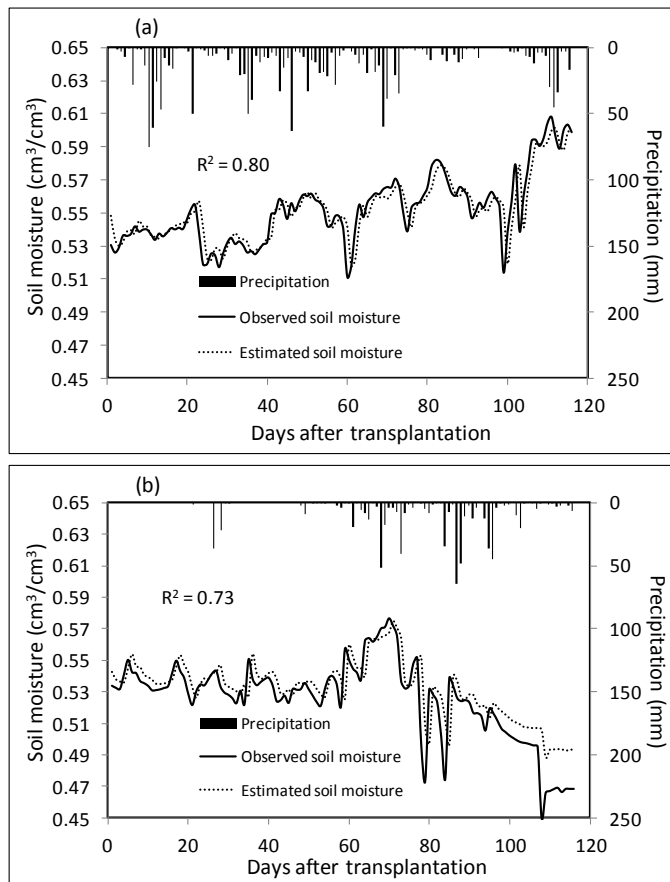 (a)
0.65
0.63
0.61
0.59
0.57
0.55
0.53
0.51
0.49
0.47
0.45
Soil moisture (cm³/cm³)
R² = 0.80
Precipitation
Observed soil moisture
Estimated soil moisture
0
50
100
150
200
250
Precipitation (mm)
0 20 40 60 80 100 120
Days after transplantation
(b)
0.65
0.63
0.61
0.59
0.57
0.55
0.53
0.51
0.49
0.47
0.45
Soil moisture (cm³/cm³)
R² = 0.73
Precipitation
Observed soil moisture
Estimated soil moisture
0
50
100
150
200
250
Precipitation (mm)
0 20 40 60 80 100 120
Days after transplantation